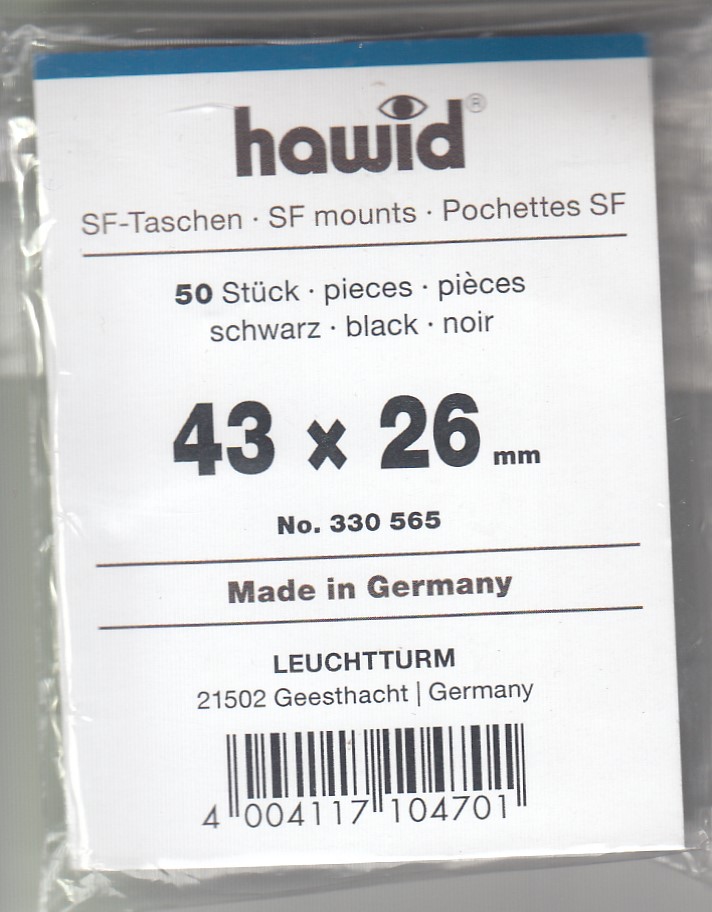 hawid®
SF-Taschen · SF mounts · Pochettes SF
50 Stück · pieces · pièces
schwarz · black · noir
43 x 26 mm
No. 330 565
Made in Germany
LEUCHTTURM
21502 Geesthacht | Germany
4 004117 104701